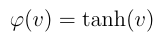 φ(v) = tanh(v)